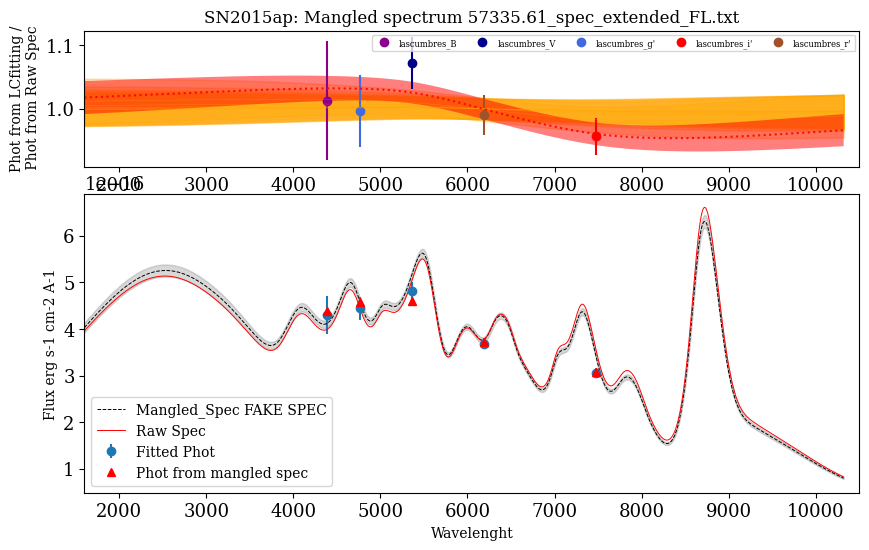 SN2015ap: Mangled spectrum 57335.61_spec_extended_FL.txt
Phot from LCfitting /
Phot from Raw Spec
1.1
1.0
lascumbres_B
lascumbres_V
lascumbres_g'
lascumbres_i'
lascumbres_r'
2000 3000 4000 5000 6000 7000 8000 9000 10000
1e−16
Flux erg s-1 cm-2 A-1
6
5
4
3
2
1
Mangled_Spec FAKE SPEC
Raw Spec
Fitted Phot
Phot from mangled spec
2000 3000 4000 5000 6000 7000 8000 9000 10000
Wavelenght